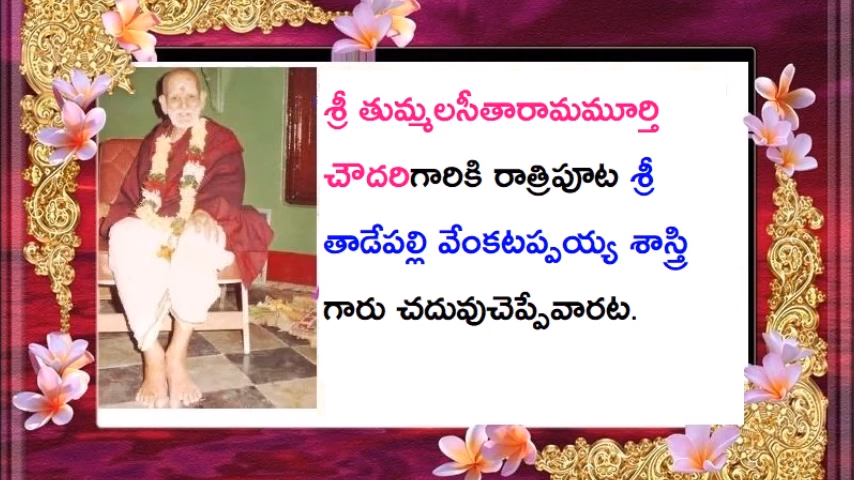 శ్రీ తుమ్మలసీతారామమూర్తి
చౌదరిగారికి రాత్రిపూట శ్రీ
తాడేపల్లి వేంకటప్పయ్య శాస్త్రి
గారు చదువుచెప్పేవారట.